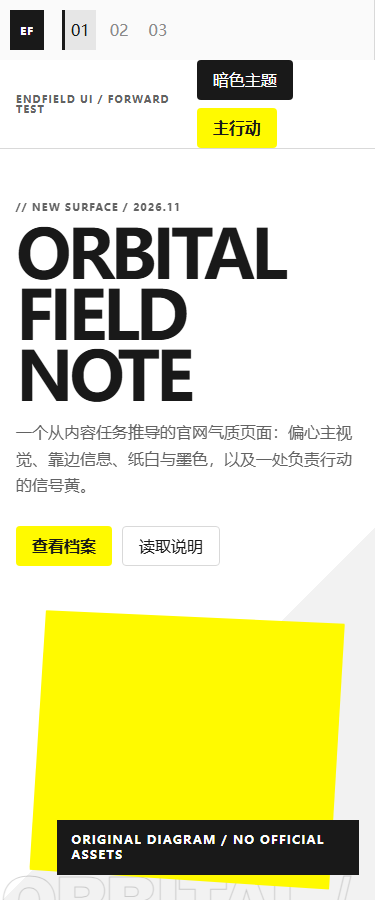 EF
01 02 03
ENDFIELD UI / FORWARD
TEST
暗色主题
主行动
// NEW SURFACE / 2026.11
ORBITAL
FIELD
NOTE
一个从内容任务推导的官网气质页面：偏心主视
觉、靠边信息、纸白与墨色，以及一处负责行动
的信号黄。
查看档案
读取说明
ORIGINAL DIAGRAM / NO OFFICIAL
ASSETS
ORBITAL /